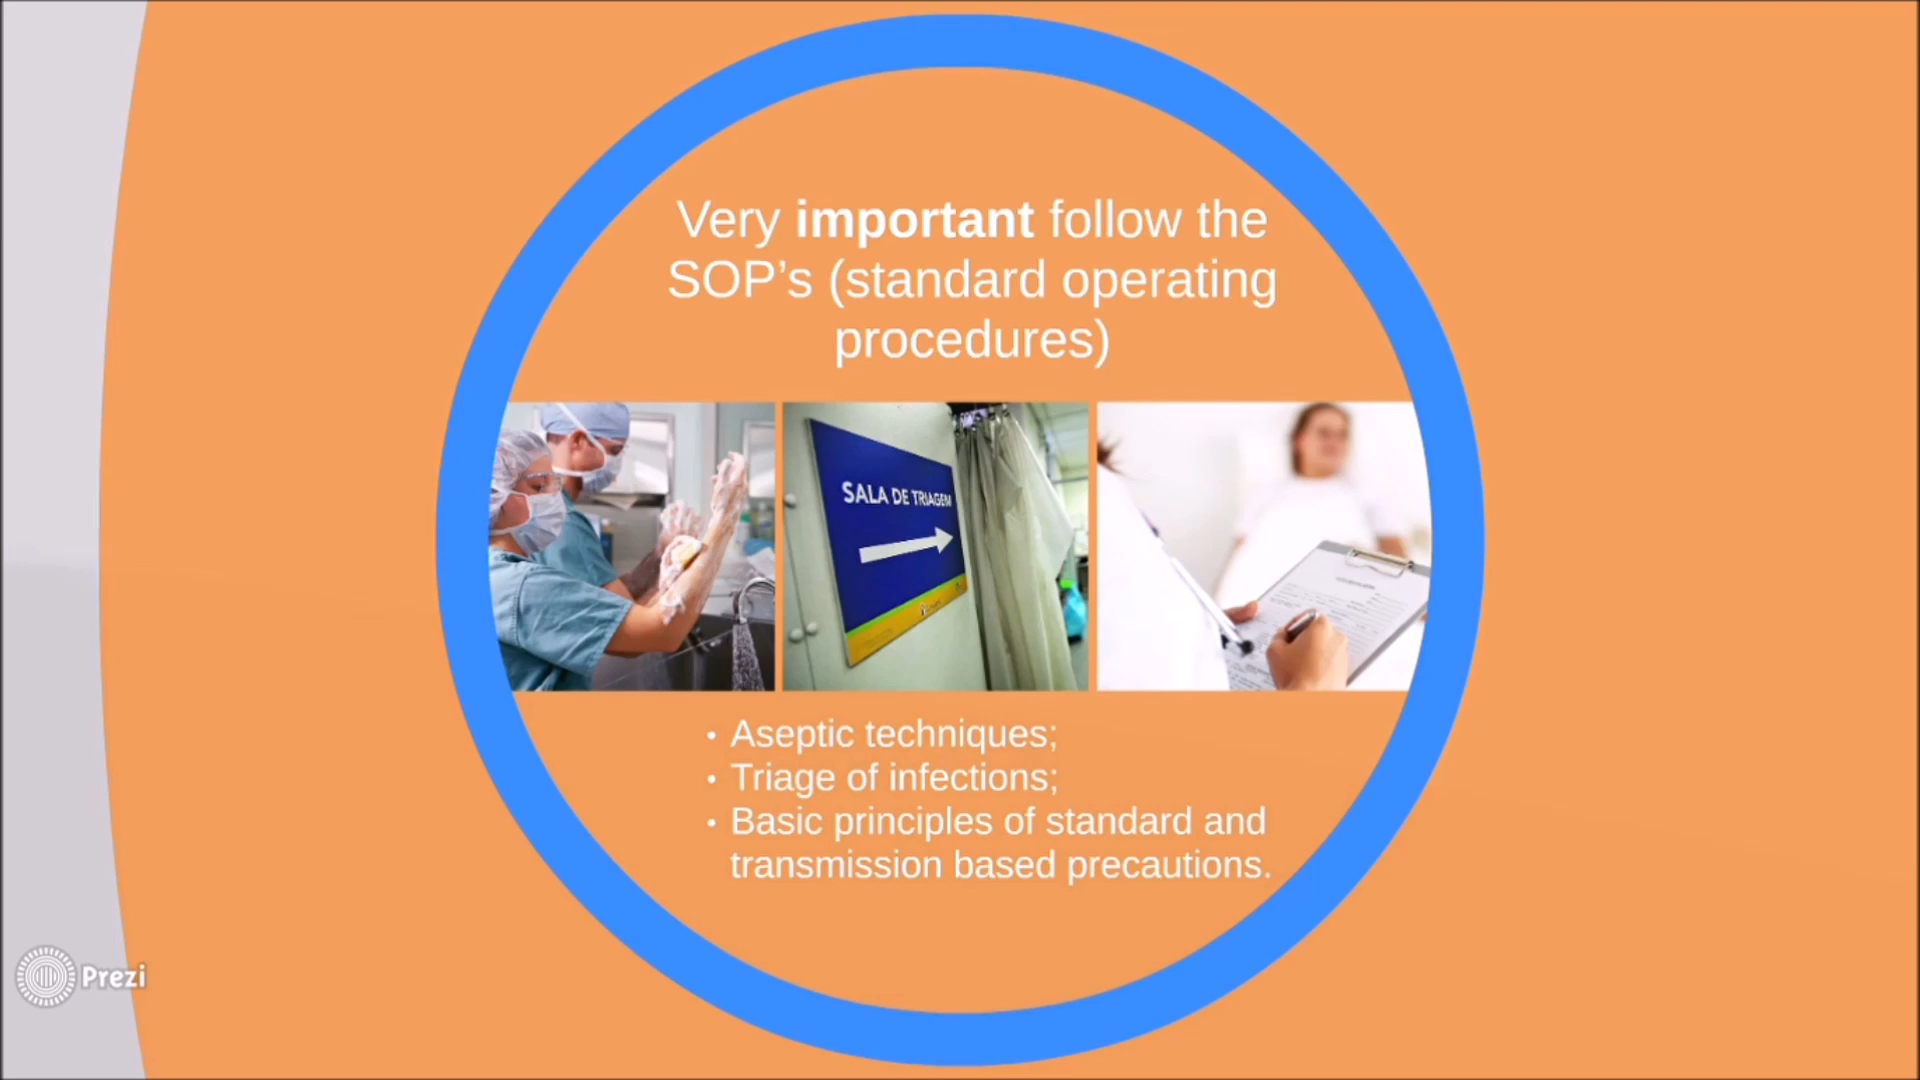 Very important follow the
SOP’s (standard operating
procedures)
SALA DE TRIAGEM
• Aseptic techniques;
• Triage of infections;
• Basic principles of standard and
transmission based precautions.
Prezi